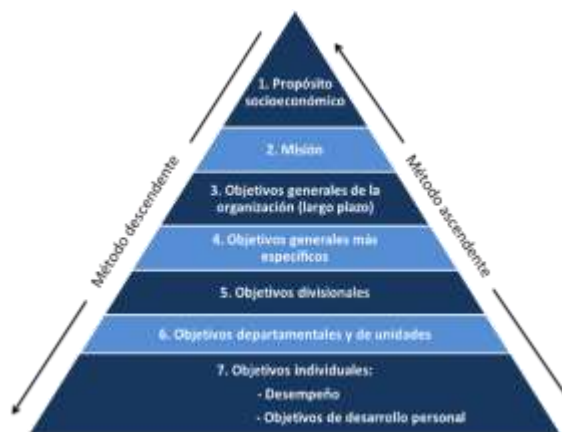 1. Propósito
socioeconómico
2. Misión
3. Objetivos generales de la
organización (largo plazo)
4. Objetivos generales más
específicos
5. Objetivos divisionales
6. Objetivos departamentales y de unidades
7. Objetivos individuales:
- Desempeño
- Objetivos de desarrollo personal
Método descendente
Método ascendente